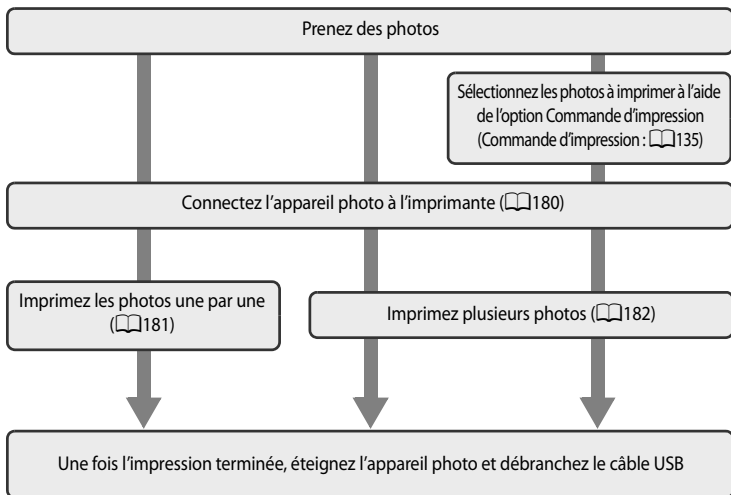 Prenez des photos
Sélectionnez les photos à imprimer à l'aide
de l'option Commande d'impression
(Commande d'impression : 135)
Connectez l'appareil photo à l'imprimante (180)
Imprimez les photos une par une
(181)
Imprimez plusieurs photos (182)
Une fois l'impression terminée, éteignez l'appareil photo et débranchez le câble USB